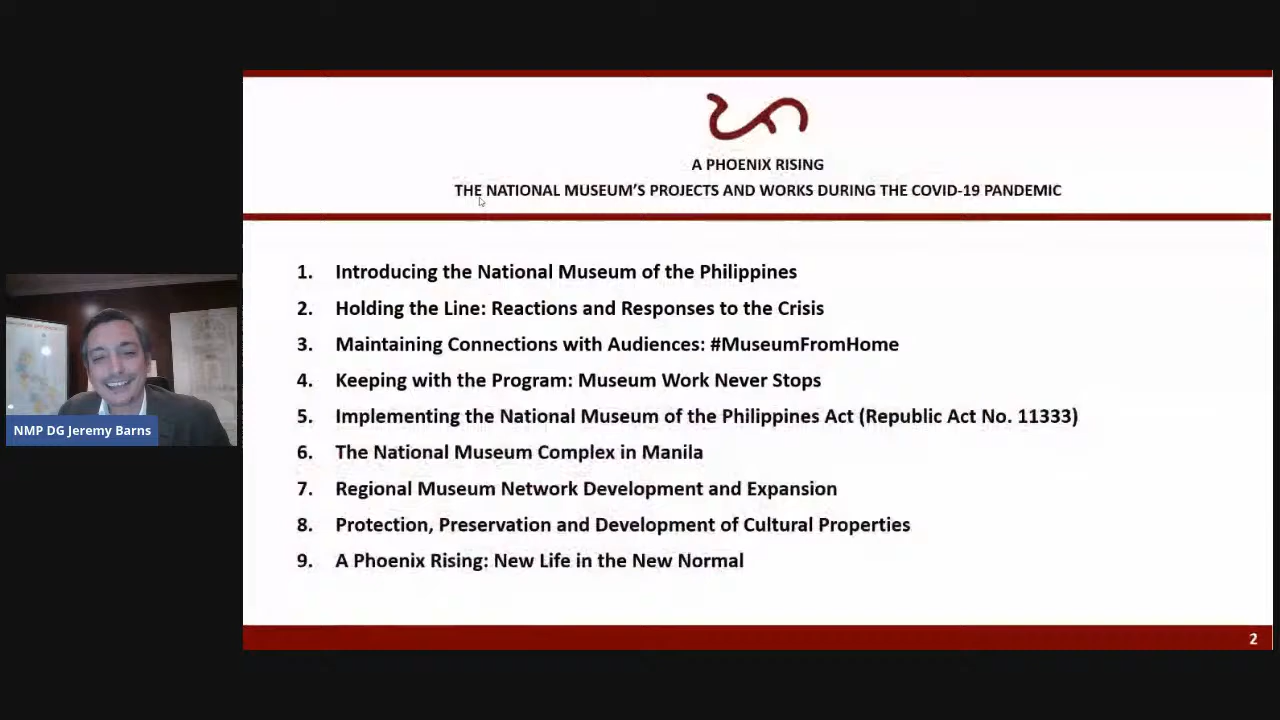 A PHOENIX RISING
THE NATIONAL MUSEUM'S PROJECTS AND WORKS DURING THE COVID-19 PANDEMIC
1. Introducing the National Museum of the Philippines
2. Holding the Line: Reactions and Responses to the Crisis
3. Maintaining Connections with Audiences: #MuseumFromHome
4. Keeping with the Program: Museum Work Never Stops
5. Implementing the National Museum of the Philippines Act (Republic Act No. 11333)
6. The National Museum Complex in Manila
7. Regional Museum Network Development and Expansion
8. Protection, Preservation and Development of Cultural Properties
9. A Phoenix Rising: New Life in the New Normal
NMP DG Jeremy Barns
2